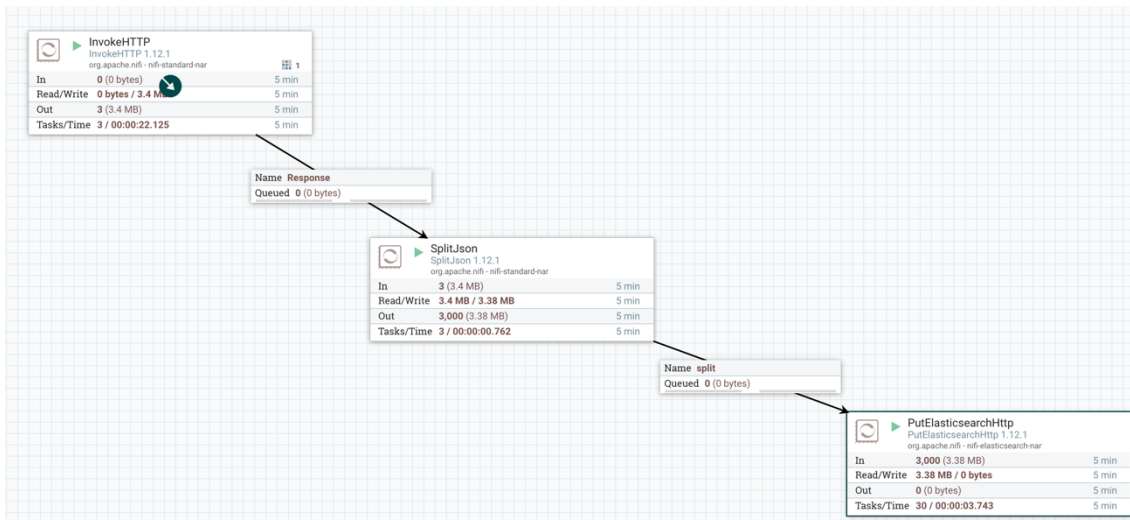 InvokeHTTP
InvokeHTTP 1.12.1
org.apache.nifi - nifi-standard-nar
1
In 0 (0 bytes) 5 min
Read/Write 0 bytes / 3.4 MB 5 min
Out 3 (3.4 MB) 5 min
Tasks/Time 3 / 00:00:22.125 5 min
Name Response
Queued 0 (0 bytes)
SplitJson
SplitJson 1.12.1
org.apache.nifi - nifi-standard-nar
In 3 (3.4 MB) 5 min
Read/Write 3.4 MB / 3.38 MB 5 min
Out 3,000 (3.38 MB) 5 min
Tasks/Time 3 / 00:00:00.762 5 min
Name split
Queued 0 (0 bytes)
PutElasticsearchHttp
PutElasticsearchHttp 1.12.1
org.apache.nifi - nifi-elasticsearch-nar
In 3,000 (3.38 MB) 5 min
Read/Write 3.38 MB / 0 bytes 5 min
Out 0 (0 bytes) 5 min
Tasks/Time 30 / 00:00:03.743 5 min